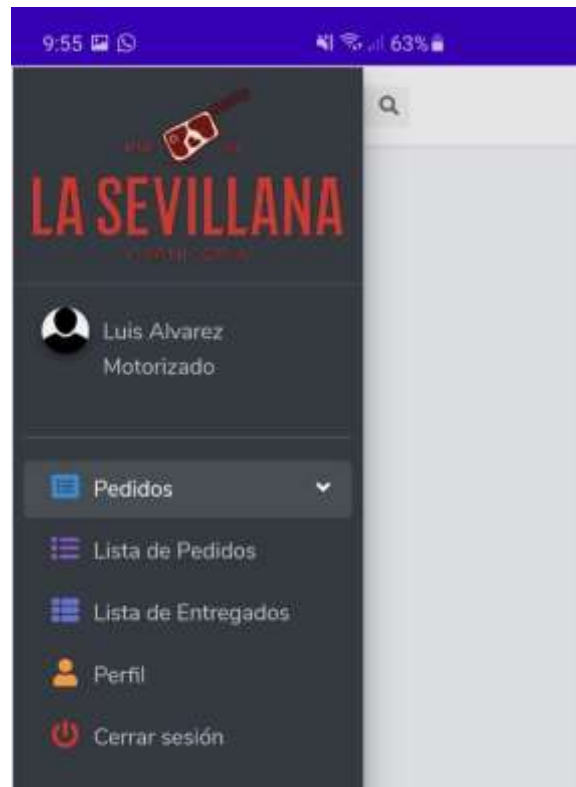 9:55
63%
LA SEVILLANA
Luis Alvarez
Motorizado
Pedidos
Lista de Pedidos
Lista de Entregados
Perfil
Cerrar sesión